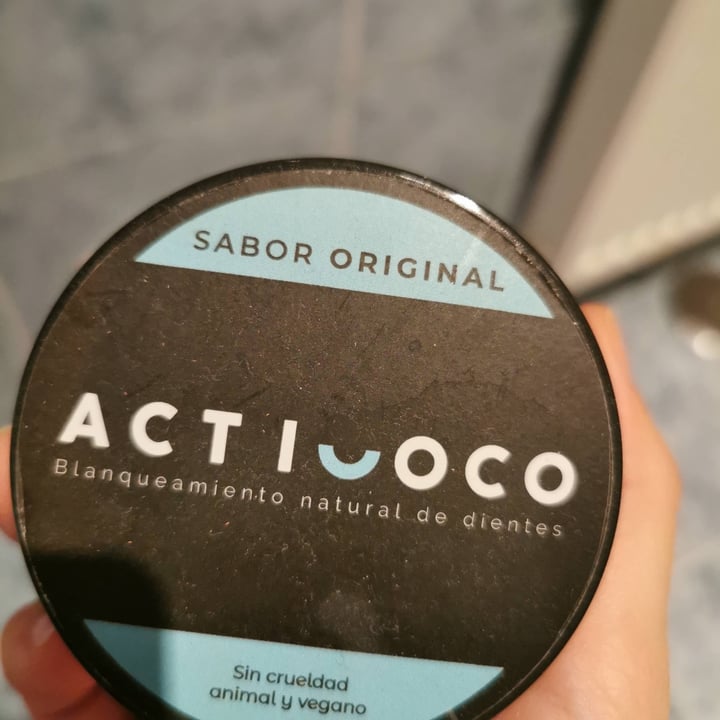 SABOR ORIGINAL
ACTIVOCO
Blanqueamiento natural de dientes
Sin crueldad
animal y vegano